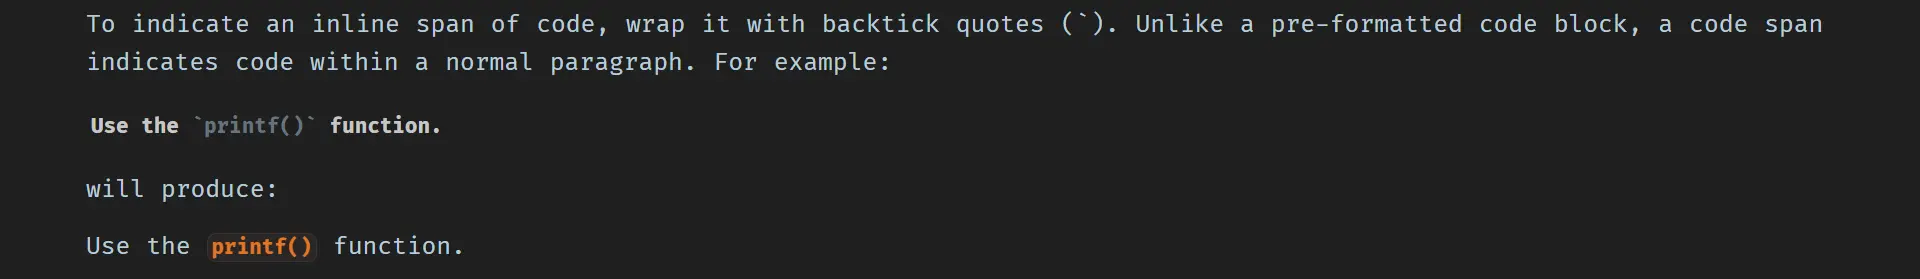 To indicate an inline span of code, wrap it with backtick quotes (`). Unlike a pre-formatted code block, a code span
indicates code within a normal paragraph. For example:
Use the `printf()` function.
will produce:
Use the printf() function.